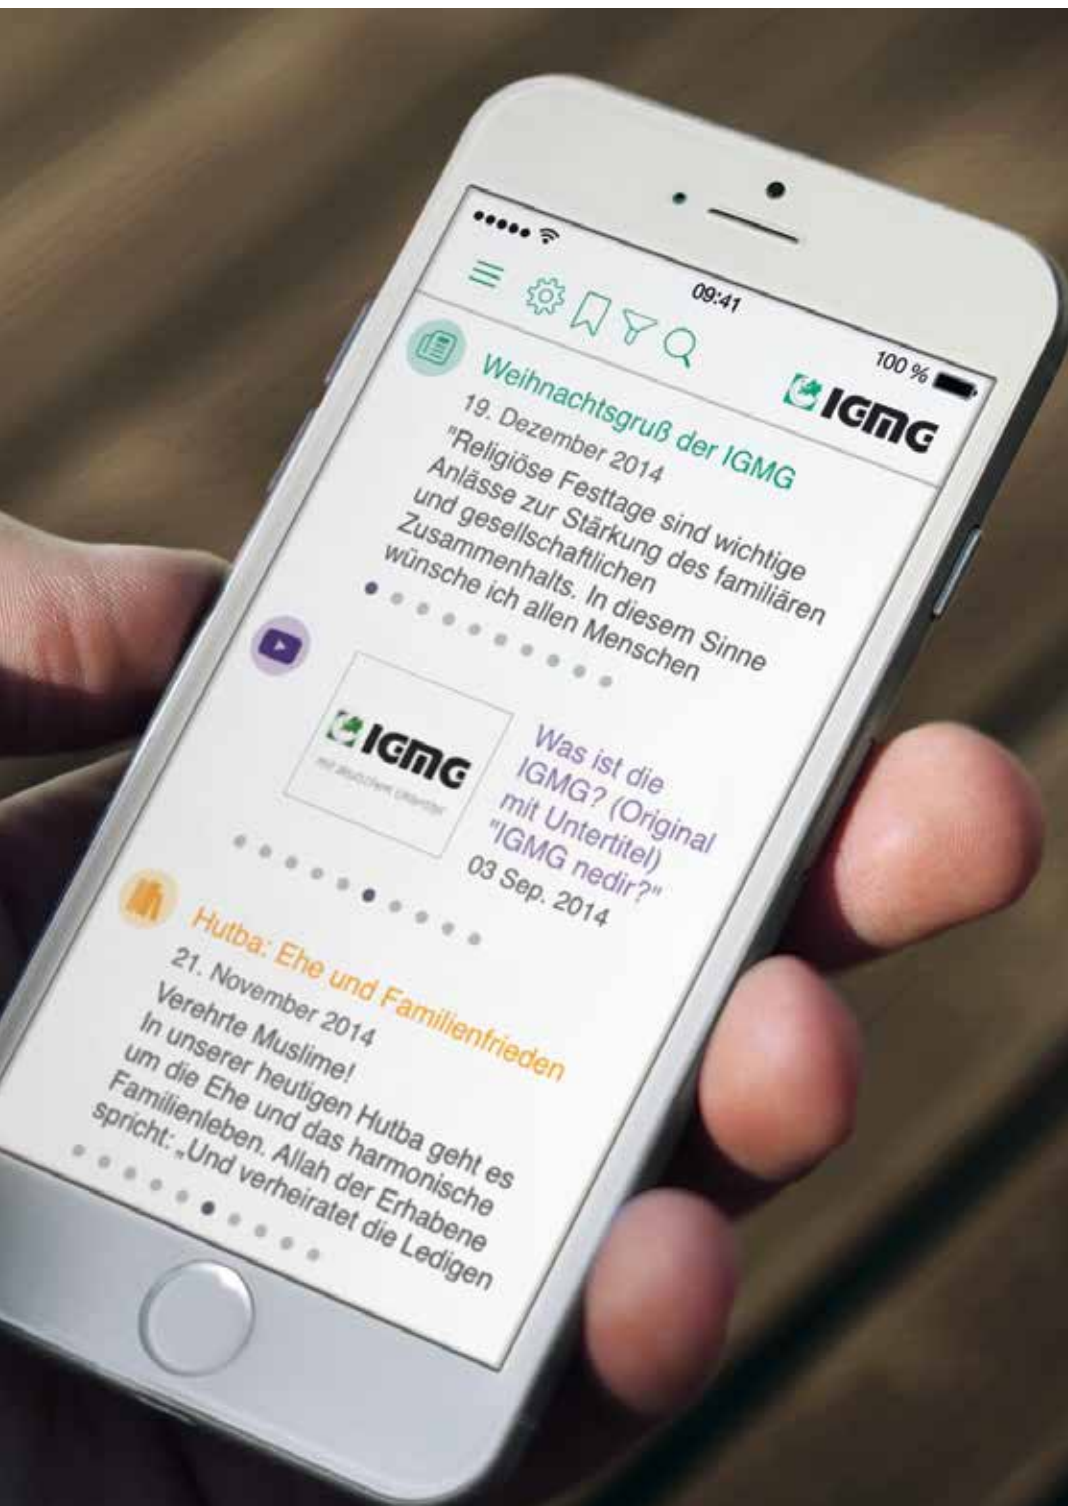 09:41
100 %
IGMG
Weihnachtsgruß der IGMG
19. Dezember 2014
"Religiöse Festtage sind wichtige
Anlässe zur Stärkung des familiären
und gesellschaftlichen
Zusammenhalts. In diesem Sinne
wünsche ich allen Menschen
IGMG
mit deutschem Untertitel
Was ist die
IGMG? (Original
mit Untertitel)
"IGMG nedir?"
03 Sep. 2014
Hutba: Ehe und Familienfrieden
21. November 2014
Verehrte Muslime!
In unserer heutigen Hutba geht es
um die Ehe und das harmonische
Familienleben. Allah der Erhabene
spricht: „Und verheiratet die Ledigen